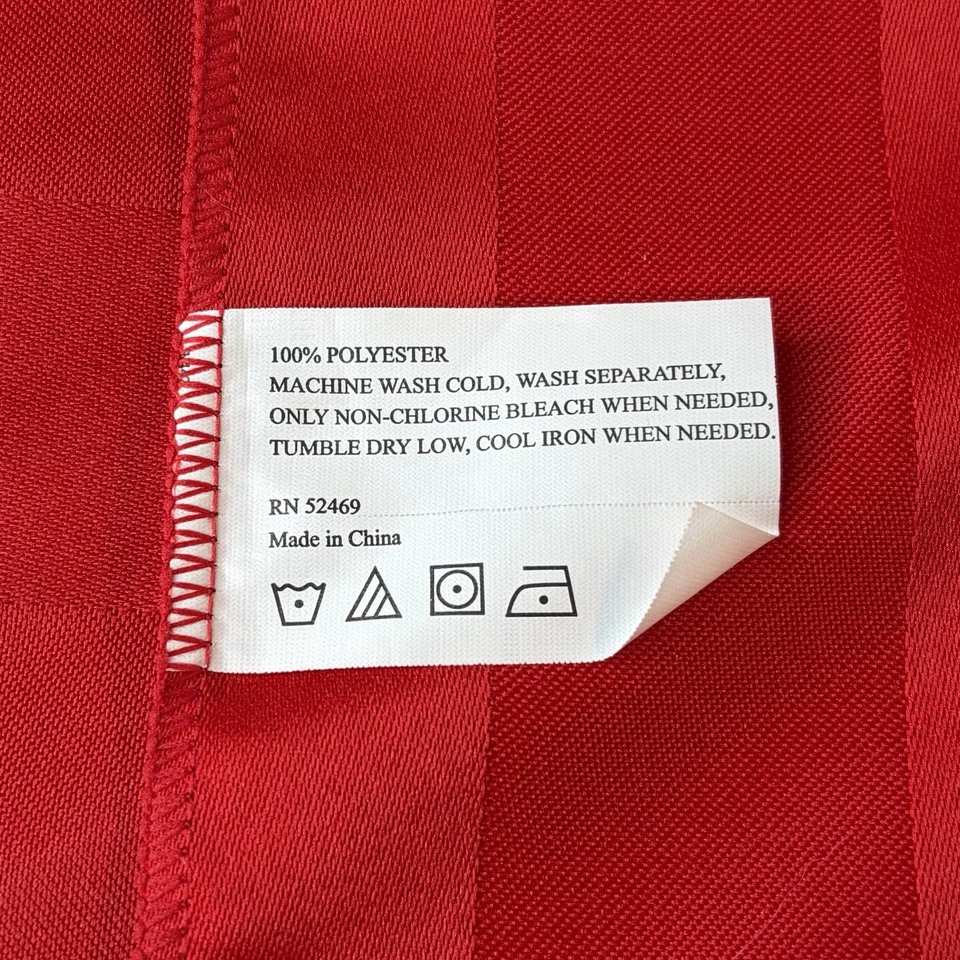 100% POLYESTER
MACHINE WASH COLD, WASH SEPARATELY,
ONLY NON-CHLORINE BLEACH WHEN NEEDED,
TUMBLE DRY LOW, COOL IRON WHEN NEEDED.
RN 52469
Made in China